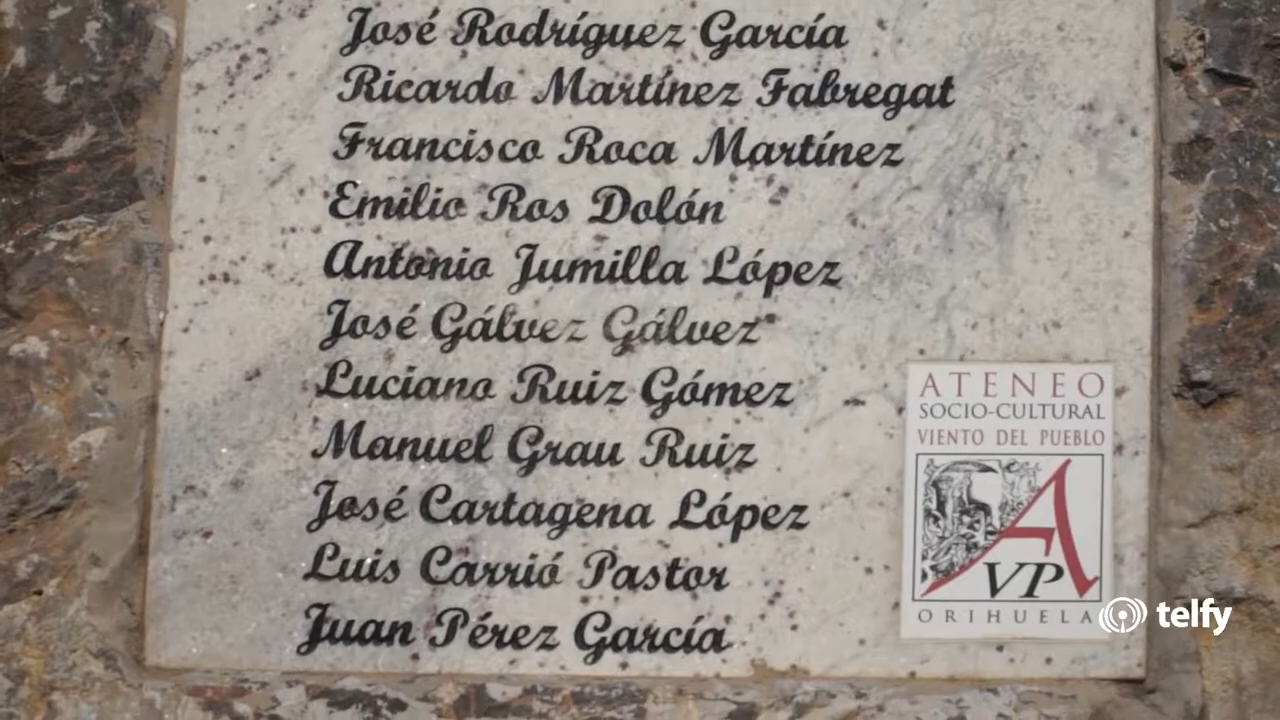 José Rodríguez García
Ricardo Martínez Fabregat
Francisco Roca Martínez
Emilio Ros Dolón
Antonio Jumilla López
José Gálvez Gálvez
Luciano Ruiz Gómez
Manuel Grau Ruiz
José Cartagena López
Luis Carrió Pastor
Juan Pérez García
ATENEO
SOCIO-CULTURAL
VIENTO DEL PUEBLO
A
VP
ORIHUELA
telfy